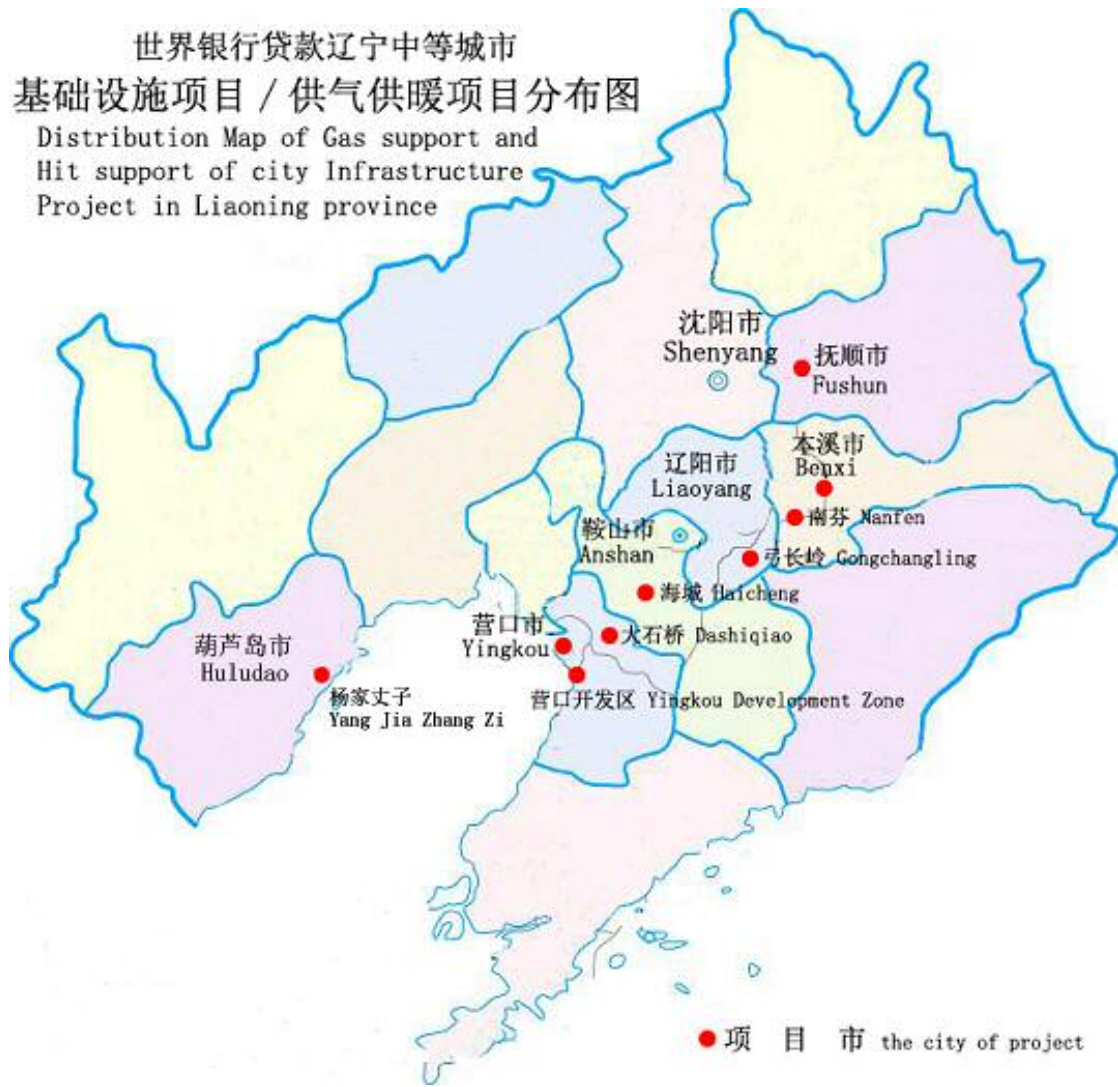 世界银行贷款辽宁中等城市
基础设施项目 / 供气供暖项目分布图
Distribution Map of Gas support and
Hit support of city Infrastructure
Project in Liaoning province
沈阳市
Shenyang
抚顺市
Fushun
本溪市
Benxi
辽阳市
Liaoyang
南芬 Nanfen
鞍山市
Anshan
弓长岭 Gongchangling
海城 Haicheng
营口市
Yingkou
大石桥 Dashiqiao
葫芦岛市
Huludao
营口开发区 Yingkou Development Zone
杨家丈子
Yang Jia Zhang Zi
项 目 市 the city of project